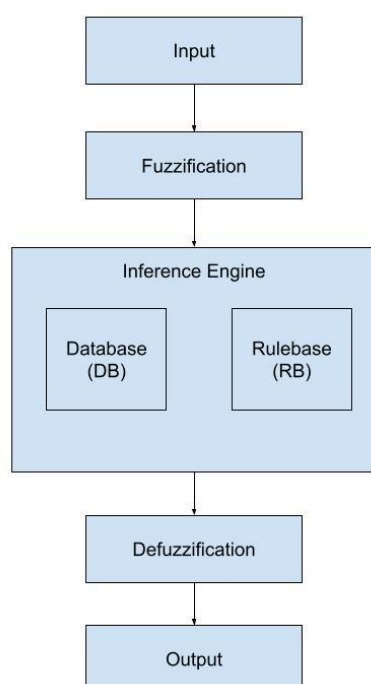 Input
Fuzzification
Inference Engine
Database
(DB)
Rulebase
(RB)
Defuzzification
Output